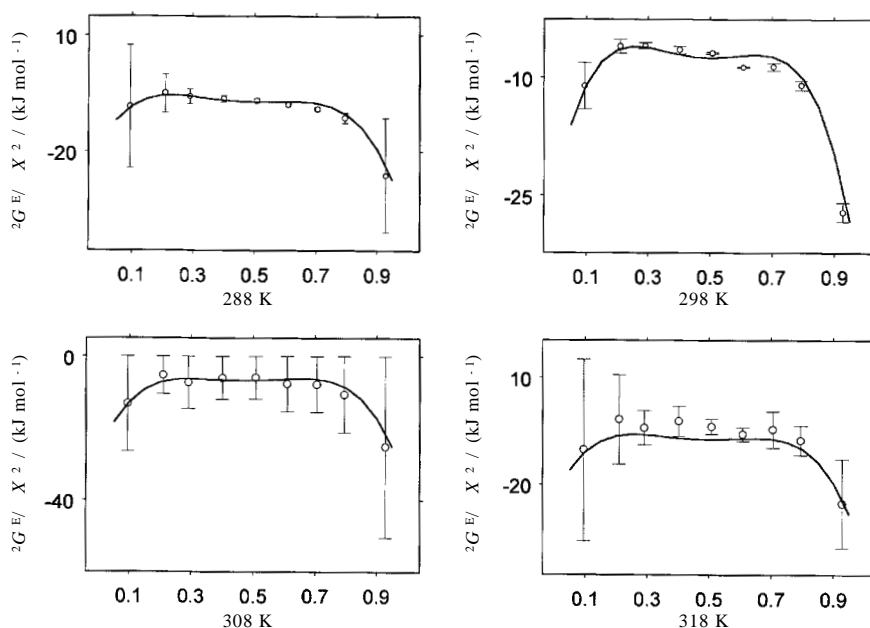 10
-20
²G ᴱ/ X ² / (kJ mol ⁻¹)
0.1 0.3 0.5 0.7 0.9
288 K
-10
-25
²G ᴱ/ X ² / (kJ mol ⁻¹)
0.1 0.3 0.5 0.7 0.9
298 K
0
-40
²G ᴱ/ X ² / (kJ mol ⁻¹)
0.1 0.3 0.5 0.7 0.9
308 K
10
-20
²G ᴱ/ X ² / (kJ mol ⁻¹)
0.1 0.3 0.5 0.7 0.9
318 K